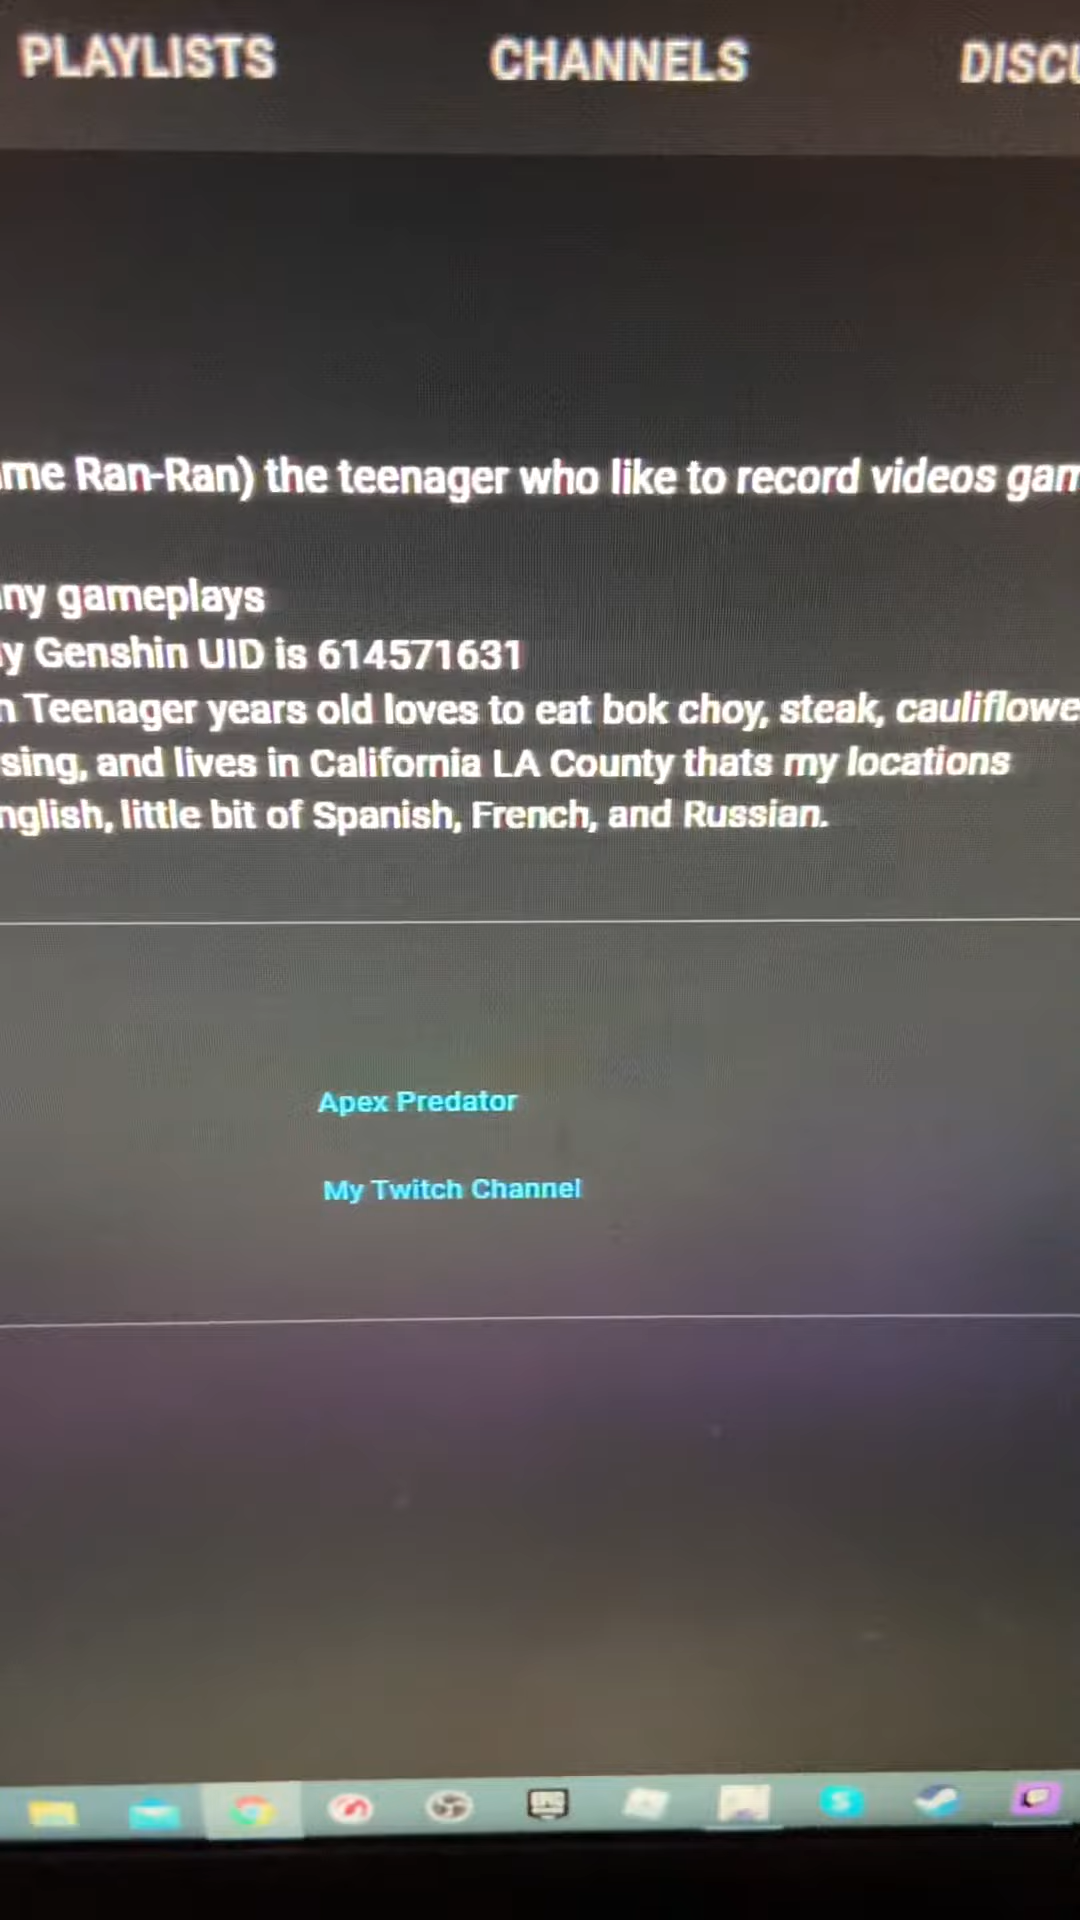 PLAYLISTS CHANNELS DISCU
me Ran-Ran) the teenager who like to record videos gam
ny gameplays
y Genshin UID is 614571631
n Teenager years old loves to eat bok choy, steak, cauliflowe
sing, and lives in California LA County thats my locations
nglish, little bit of Spanish, French, and Russian.
Apex Predator
My Twitch Channel
EPIC
S